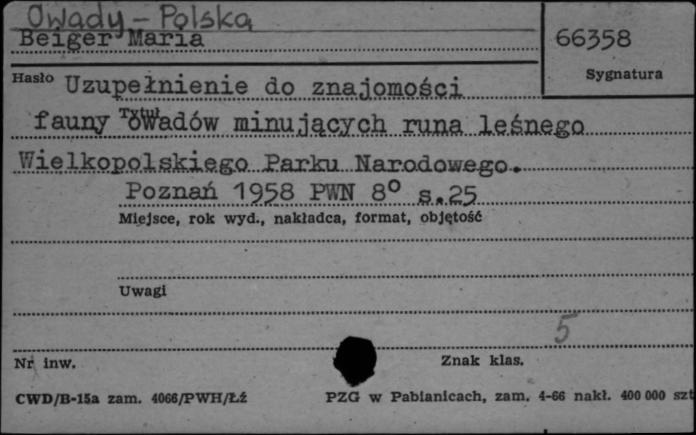 Owady - Polska
Beiger Maria
66358
Sygnatura
Hasło Uzupełnienie do znajomości
Tytuł
fauny owadów minujących runa leśnego
Wielkopolskiego Parku Narodowego.
Poznań 1958 PWN 8° s.25
Miejsce, rok wyd., nakładca, format, objętość
Uwagi
5
Nr inw.
Znak klas.
CWD/B-15a zam. 4066/PWH/Łź
PZG w Pabianicach, zam. 4-66 nakł. 400 000 szt